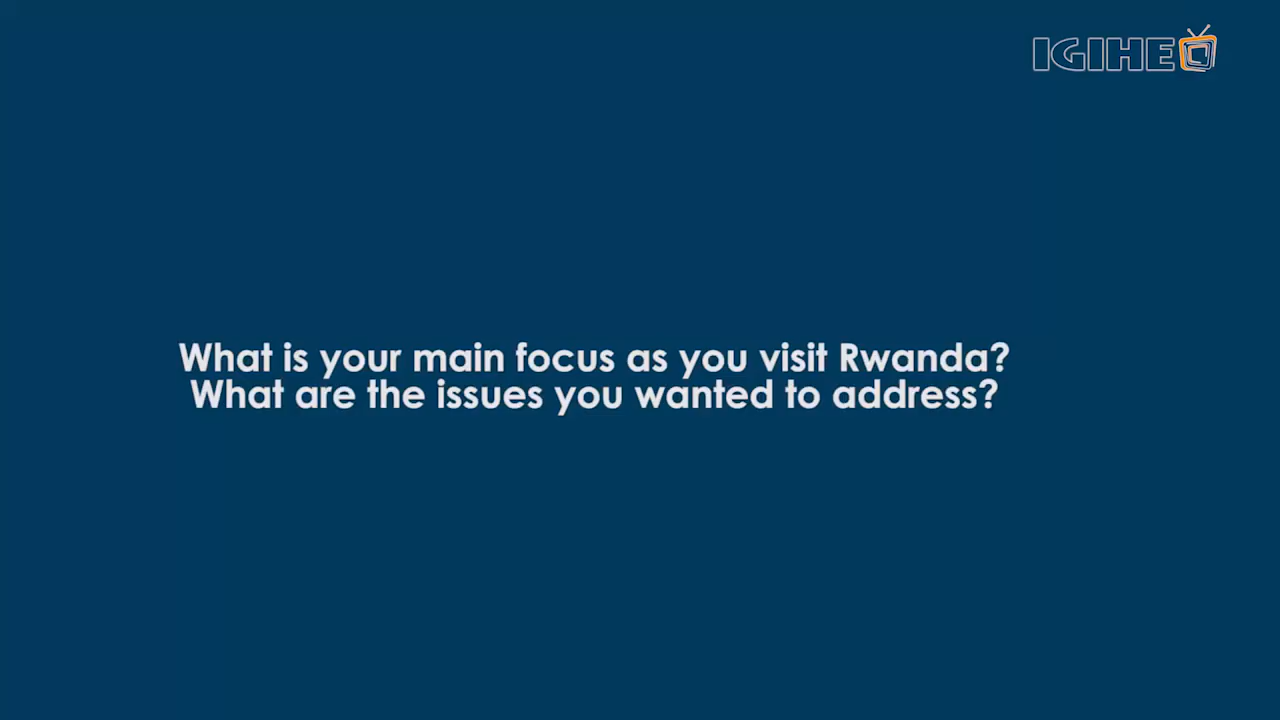 IGIHE
What is your main focus as you visit Rwanda?
What are the issues you wanted to address?